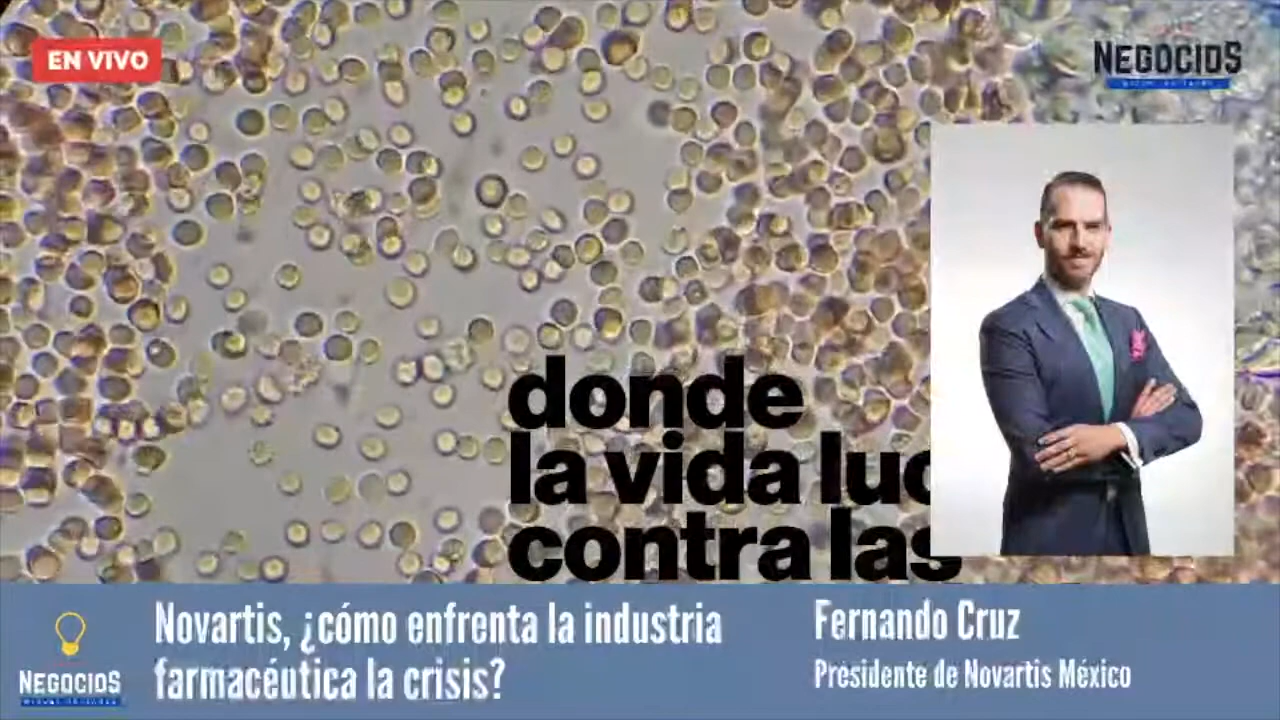 EN VIVO
NEGOCIOS
donde
la vida luc
contra las
Novartis, ¿cómo enfrenta la industria
farmacéutica la crisis?
Fernando Cruz
Presidente de Novartis México
NEGOCIOS